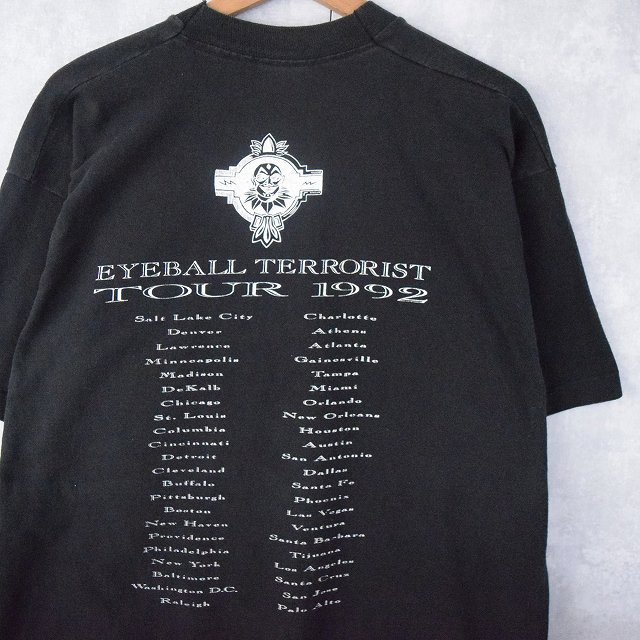 EYEBALL TERRORIST
TOUR 1992
Salt Lake City
Denver
Lawrence
Minneapolis
Madison
DeKalb
Chicago
St. Louis
Columbia
Cincinnati
Detroit
Cleveland
Buffalo
Pittsburgh
Boston
New Haven
Providence
Philadelphia
New York
Baltimore
Washington D.C.
Raleigh
Charlotte
Athens
Atlanta
Gainesville
Tampa
Miami
Orlando
New Orleans
Houston
Austin
San Antonio
Dallas
Santa Fe
Phoenix
Las Vegas
Ventura
Santa Barbara
Tijuana
Los Angeles
Santa Cruz
San Jose
Palo Alto